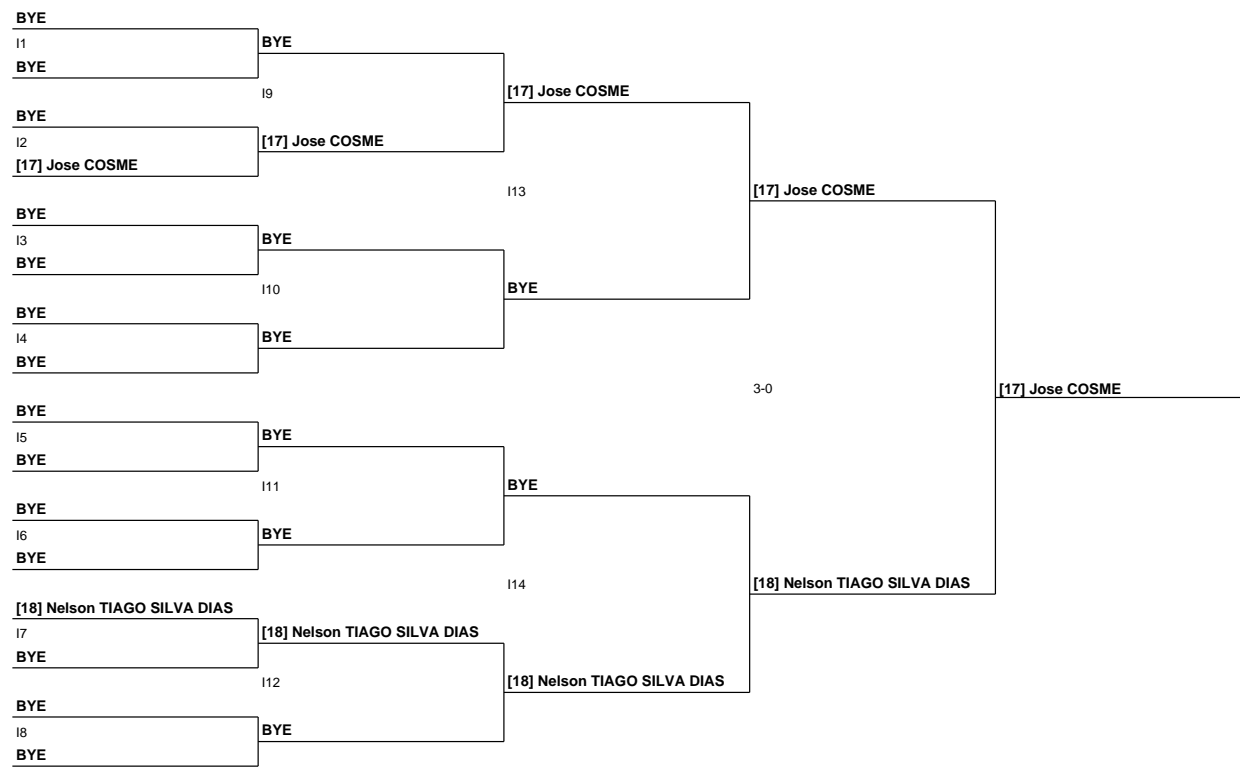 BYE
I1
BYE
BYE
I9
[17] Jose COSME
BYE
I2
[17] Jose COSME
[17] Jose COSME
I13
[17] Jose COSME
BYE
I3
BYE
BYE
I10
BYE
BYE
I4
BYE
BYE
3-0
[17] Jose COSME
BYE
I5
BYE
BYE
I11
BYE
BYE
I6
BYE
BYE
I14
[18] Nelson TIAGO SILVA DIAS
[18] Nelson TIAGO SILVA DIAS
I7
[18] Nelson TIAGO SILVA DIAS
BYE
I12
[18] Nelson TIAGO SILVA DIAS
BYE
I8
BYE
BYE